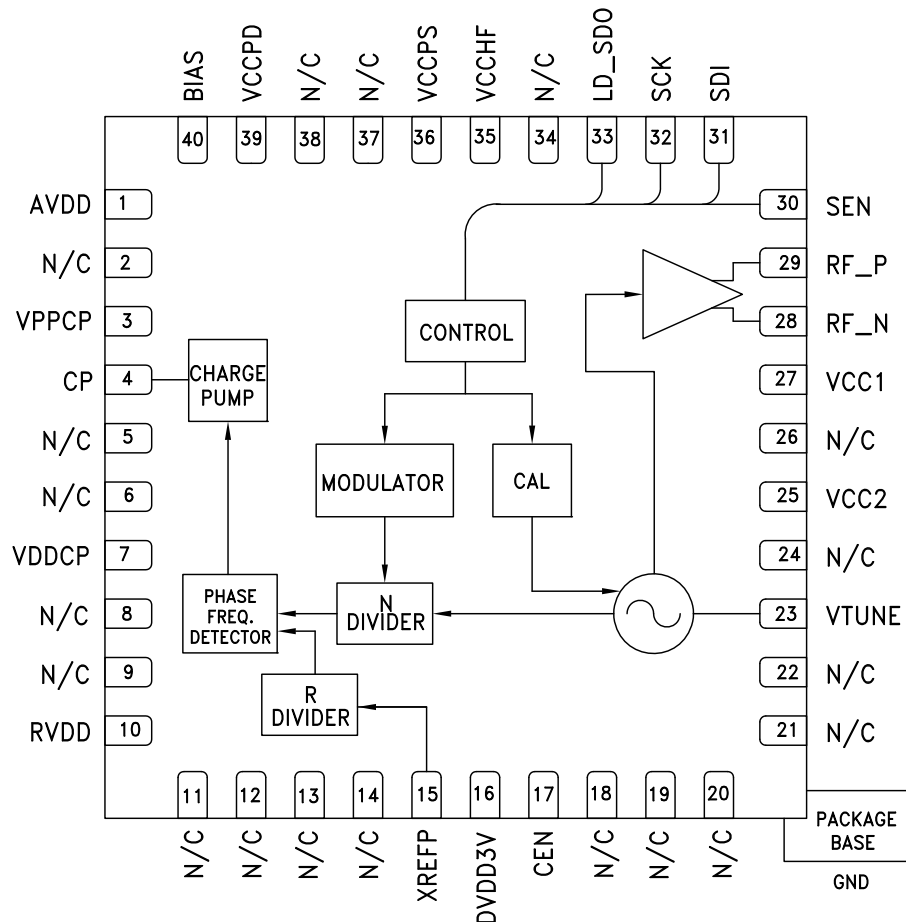 BIAS
VCCPD
N/C
N/C
VCCPS
VCCHF
N/C
LD_SDO
SCK
SDI
40
39
38
37
36
35
34
33
32
31
AVDD 1
N/C 2
VPPCP 3
CP 4
N/C 5
N/C 6
VDDCP 7
N/C 8
N/C 9
RVDD 10
30 SEN
29 RF_P
28 RF_N
27 VCC1
26 N/C
25 VCC2
24 N/C
23 VTUNE
22 N/C
21 N/C
CONTROL
CHARGE
PUMP
MODULATOR
CAL
PHASE
FREQ.
DETECTOR
N
DIVIDER
R
DIVIDER
11
12
13
14
15
16
17
18
19
20
N/C
N/C
N/C
N/C
XREFP
DVDD3V
CEN
N/C
N/C
N/C
PACKAGE
BASE
GND